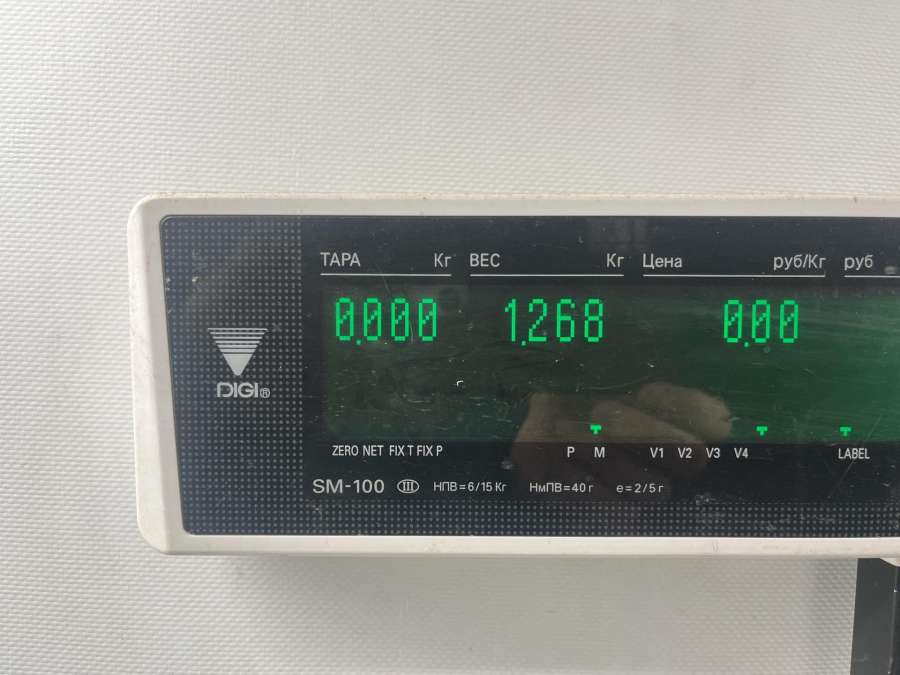 ТАРА Кг ВЕС Кг Цена руб/Кг руб
0.000 1.268 0.00
DIGI®
ZERO NET FIX T FIX P P M V1 V2 V3 V4 LABEL
SM-100 III НПВ=6/15 Кг НмПВ=40 г e=2/5 г